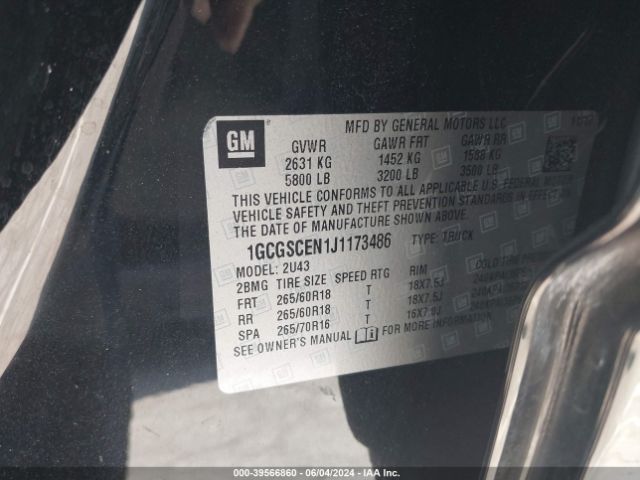 MFD BY GENERAL MOTORS LLC
GM
GVWR GAWR FRT GAWR RR
2631 KG 1452 KG 1588 KG
5800 LB 3200 LB 3500 LB
THIS VEHICLE CONFORMS TO ALL APPLICABLE U.S. FEDERAL
VEHICLE SAFETY AND THEFT PREVENTION STANDARDS IN EFFECT ON
THE DATE OF MANUFACTURE SHOWN ABOVE.
1GCGSCEN1J1173486 TYPE: TRUCK
MODEL: 2U43
2BMG TIRE SIZE SPEED RTG RIM COLD TIRE
FRT 265/60R18 T 18X7.5J
RR 265/60R18 T 18X7.5J
SPA 265/70R16 T 16X7.0J
SEE OWNER'S MANUAL FOR MORE INFORMATION
000-39566860 - 06/04/2024 - IAA Inc.